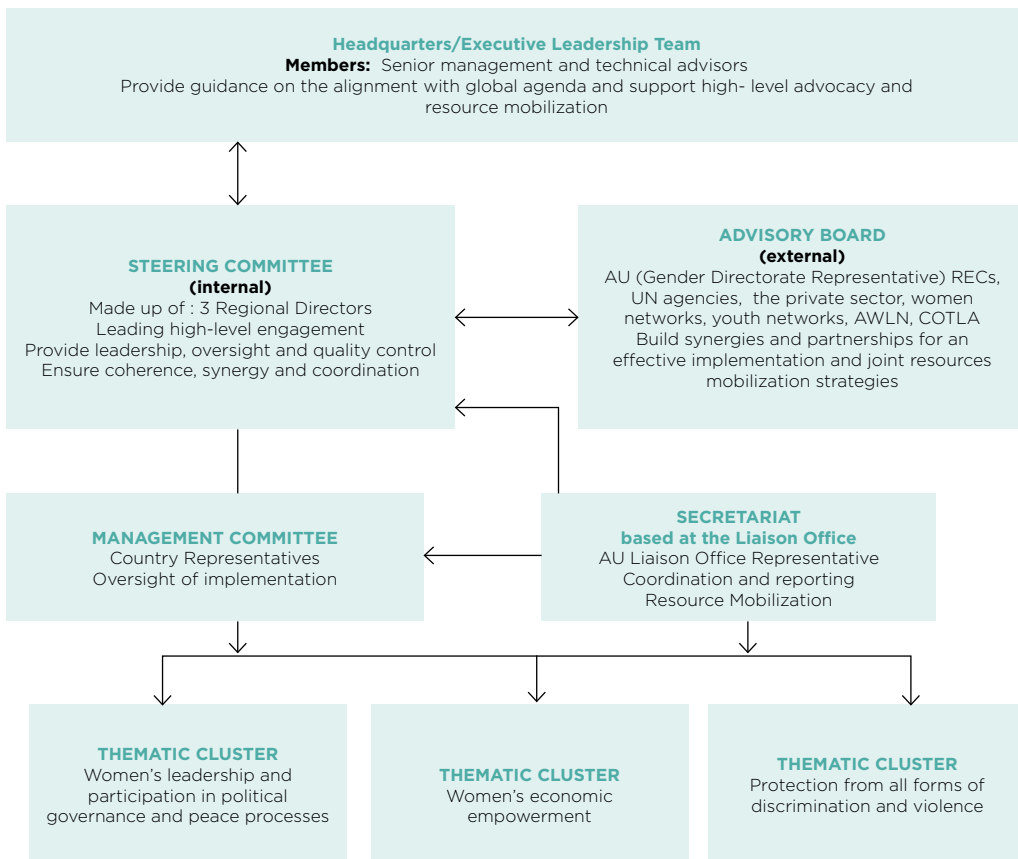 Headquarters/Executive Leadership Team
Members: Senior management and technical advisors
Provide guidance on the alignment with global agenda and support high- level advocacy and
resource mobilization
STEERING COMMITTEE
(internal)
Made up of : 3 Regional Directors
Leading high-level engagement
Provide leadership, oversight and quality control
Ensure coherence, synergy and coordination
ADVISORY BOARD
(external)
AU (Gender Directorate Representative) RECs,
UN agencies, the private sector, women
networks, youth networks, AWLN, COTLA
Build synergies and partnerships for an
effective implementation and joint resources
mobilization strategies
MANAGEMENT COMMITTEE
Country Representatives
Oversight of implementation
SECRETARIAT
based at the Liaison Office
AU Liaison Office Representative
Coordination and reporting
Resource Mobilization
THEMATIC CLUSTER
Women's leadership and
participation in political
governance and peace processes
THEMATIC CLUSTER
Women's economic
empowerment
THEMATIC CLUSTER
Protection from all forms of
discrimination and violence